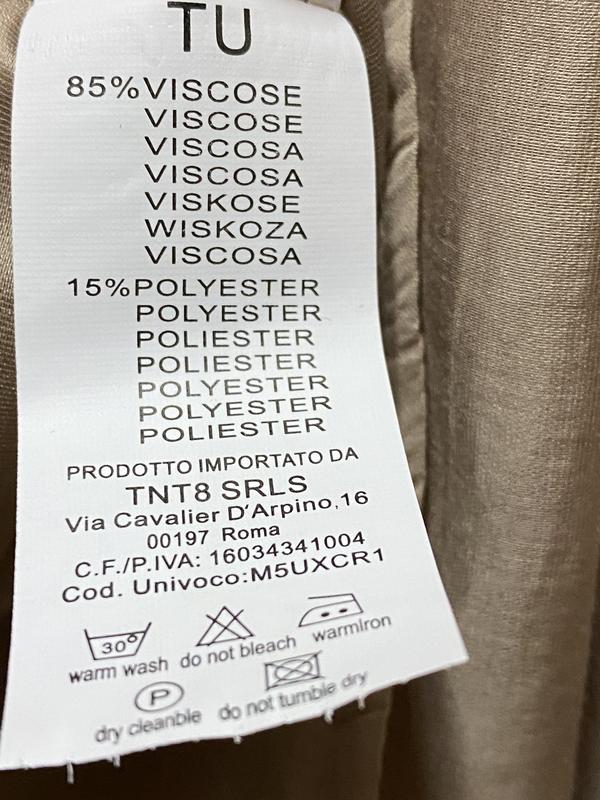 TU
85%VISCOSE
VISCOSE
VISCOSA
VISCOSA
VISKOSE
WISKOZA
VISCOSA
15%POLYESTER
POLYESTER
POLIESTER
POLIESTER
POLYESTER
POLYESTER
POLIESTER
PRODOTTO IMPORTATO DA
TNT8 SRLS
Via Cavalier D'Arpino,16
00197 Roma
C.F./P.IVA: 16034341004
Cod. Univoco:M5UXCR1
30°
warm wash do not bleach warmlron
P
dry cleanble do not tumble dry